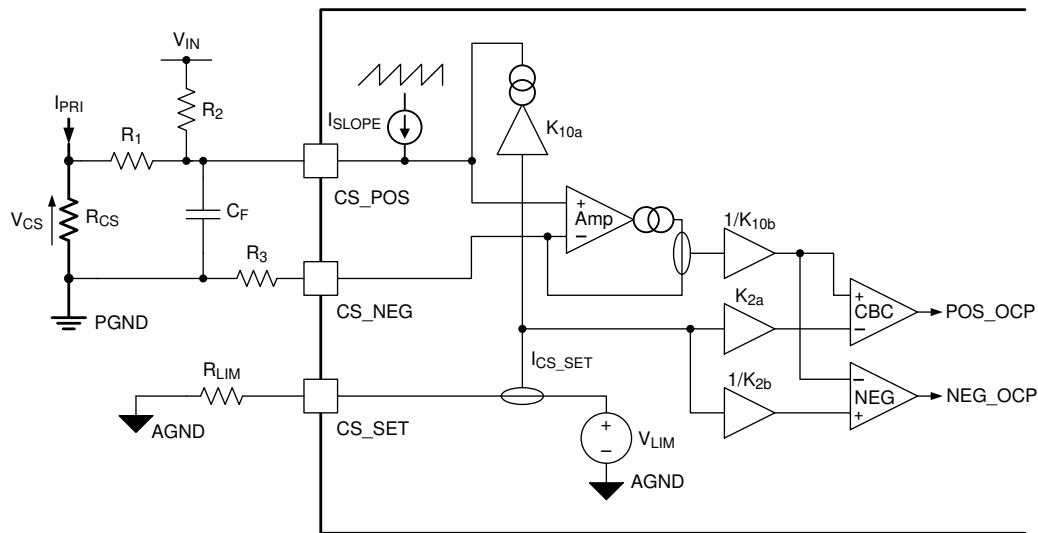 V_IN
I_PRI
R_2
R_1
I_SLOPE
K_10a
CS_POS
V_CS
R_CS
C_F
+
Amp
−
1/K_10b
R_3
K_2a
+
CBC
−
POS_OCP
CS_NEG
PGND
I_CS_SET
1/K_2b
−
NEG
+
NEG_OCP
R_LIM
AGND
CS_SET
+
−
V_LIM
AGND